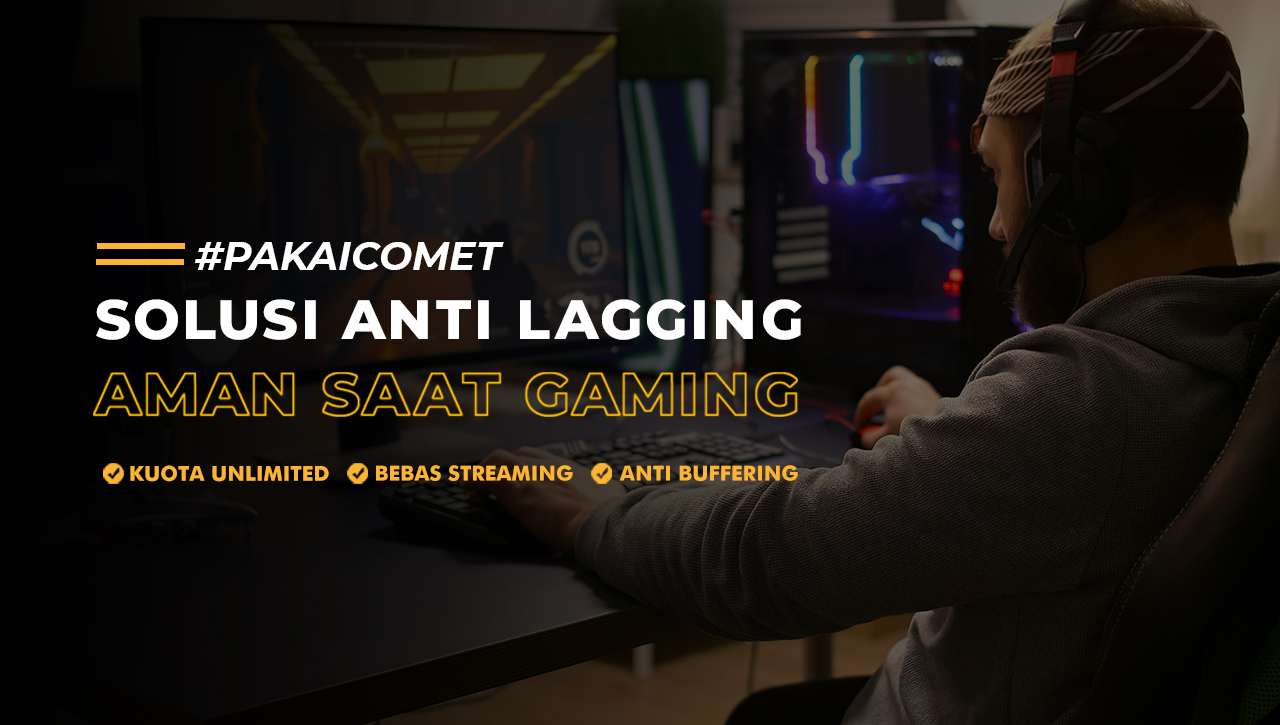 #PAKAICOMET
SOLUSI ANTI LAGGING
AMAN SAAT GAMING
KUOTA UNLIMITED BEBAS STREAMING ANTI BUFFERING